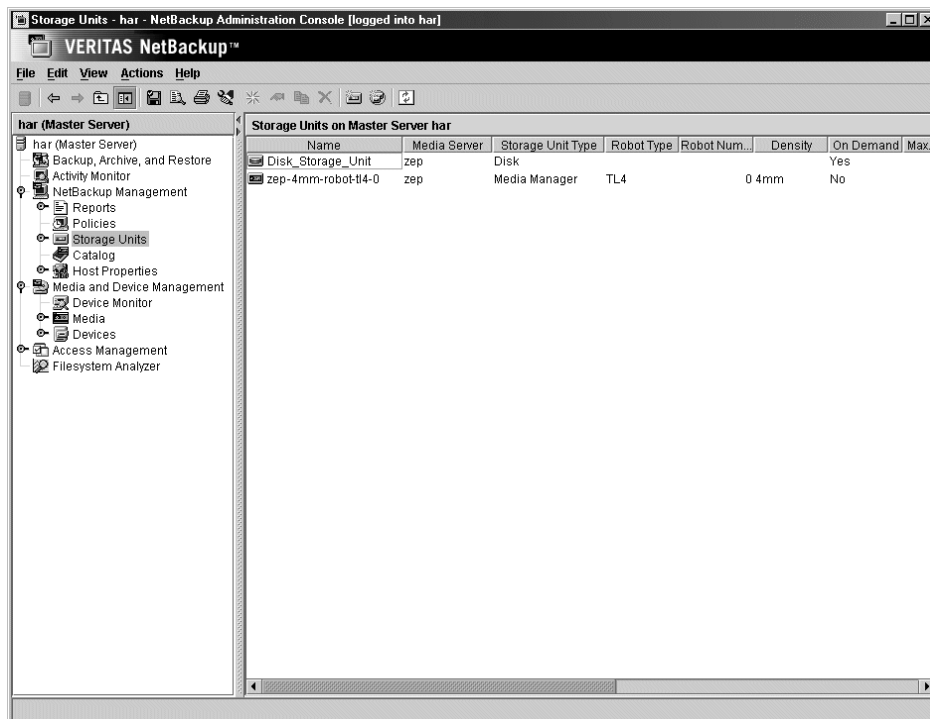 Storage Units - har - NetBackup Administration Console [logged into har]
VERITAS NetBackup™
File Edit View Actions Help
har (Master Server)
Storage Units on Master Server har
har (Master Server)
Backup, Archive, and Restore
Activity Monitor
NetBackup Management
Reports
Policies
Storage Units
Catalog
Host Properties
Media and Device Management
Device Monitor
Media
Devices
Access Management
Filesystem Analyzer
Name Media Server Storage Unit Type Robot Type Robot Num... Density On Demand Max.
Disk_Storage_Unit zep Disk Yes
zep-4mm-robot-tl4-0 zep Media Manager TL4 0 4mm No